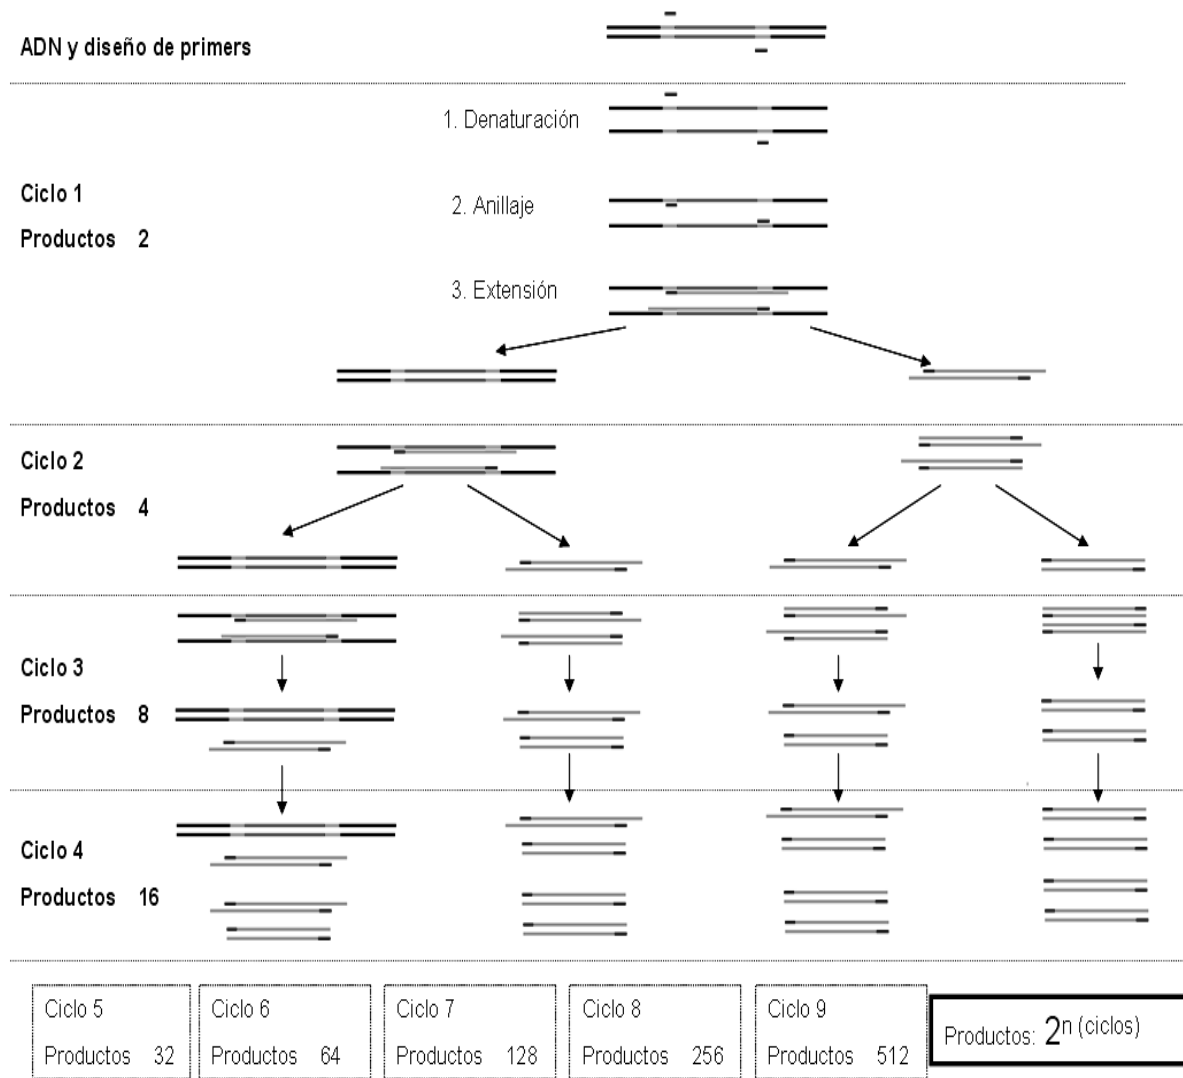 ADN y diseño de primers
1. Denaturación
Ciclo 1
2. Anillaje
Productos 2
3. Extensión
Ciclo 2
Productos 4
Ciclo 3
Productos 8
Ciclo 4
Productos 16
Ciclo 5
Productos 32
Ciclo 6
Productos 64
Ciclo 7
Productos 128
Ciclo 8
Productos 256
Ciclo 9
Productos 512
Productos: 2n (ciclos)